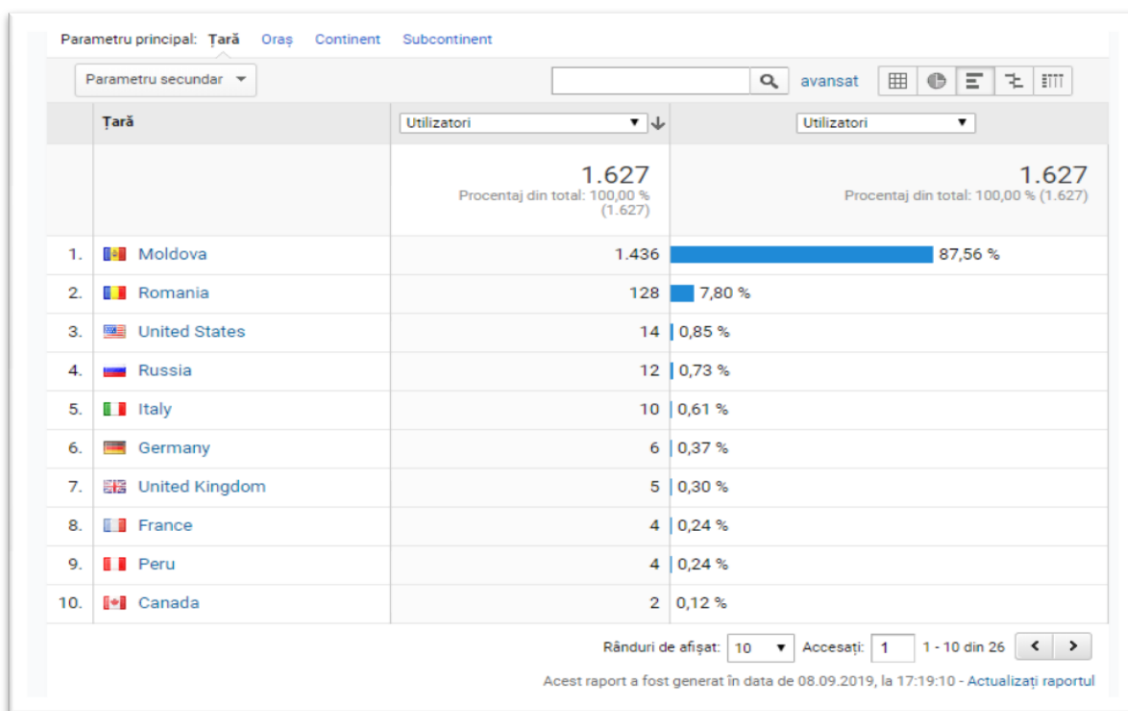 Parametru principal: Țară Oraș Continent Subcontinent
Parametru secundar avansat
Țară Utilizatori Utilizatori
1.627 1.627
Procentaj din total: 100,00 % Procentaj din total: 100,00 % (1.627)
(1.627)
1. Moldova 1.436 87,56 %
2. Romania 128 7,80 %
3. United States 14 0,85 %
4. Russia 12 0,73 %
5. Italy 10 0,61 %
6. Germany 6 0,37 %
7. United Kingdom 5 0,30 %
8. France 4 0,24 %
9. Peru 4 0,24 %
10. Canada 2 0,12 %
Rânduri de afișat: 10 Accesați: 1 1 - 10 din 26
Acest raport a fost generat în data de 08.09.2019, la 17:19:10 - Actualizați raportul